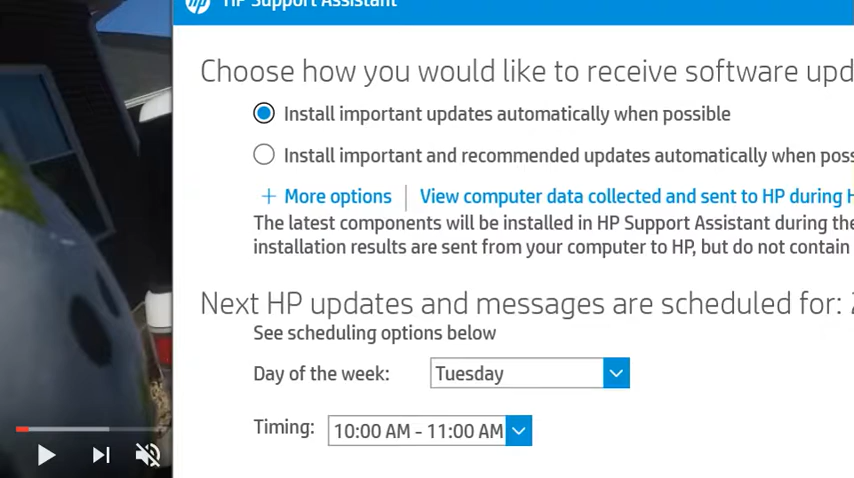 HP Support Assistant
Choose how you would like to receive software upd
Install important updates automatically when possible
Install important and recommended updates automatically when poss
+ More options | View computer data collected and sent to HP during H
The latest components will be installed in HP Support Assistant during the
installation results are sent from your computer to HP, but do not contain
Next HP updates and messages are scheduled for: 2
See scheduling options below
Day of the week: Tuesday
Timing: 10:00 AM - 11:00 AM